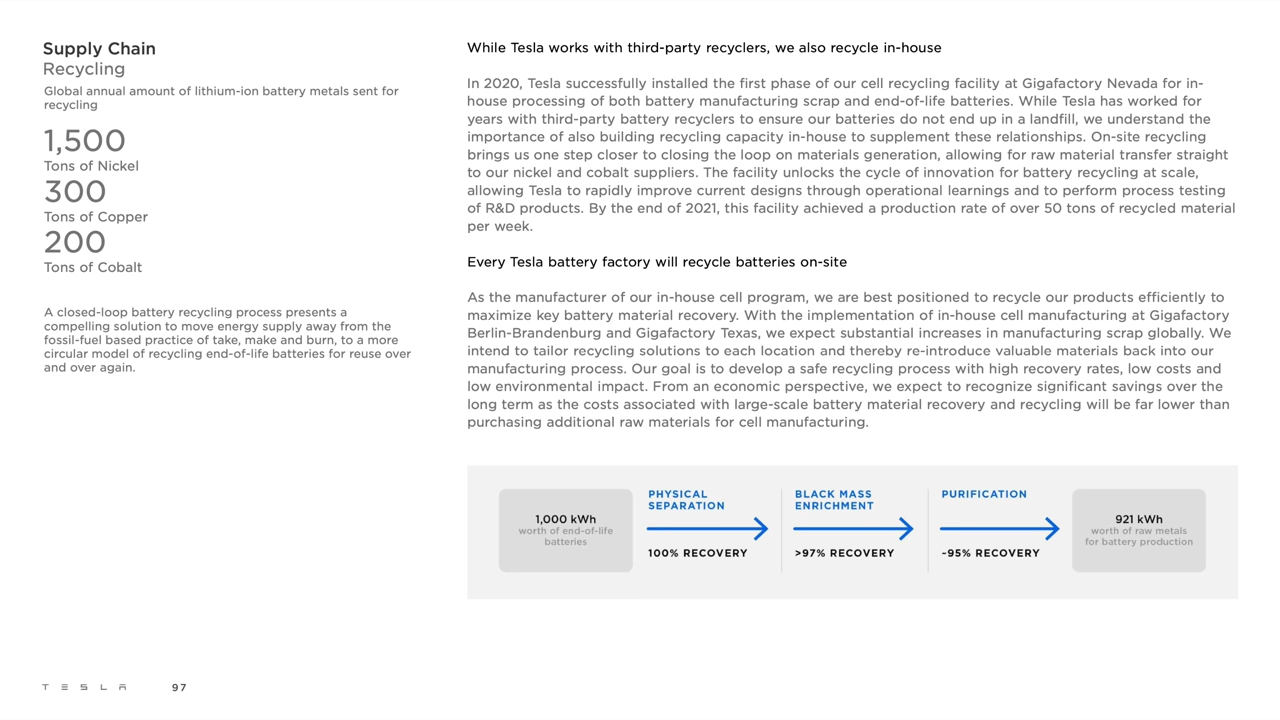 Supply Chain
Recycling
Global annual amount of lithium-ion battery metals sent for
recycling
1,500
Tons of Nickel
300
Tons of Copper
200
Tons of Cobalt
A closed-loop battery recycling process presents a
compelling solution to move energy supply away from the
fossil-fuel based practice of take, make and burn, to a more
circular model of recycling end-of-life batteries for reuse over
and over again.
While Tesla works with third-party recyclers, we also recycle in-house
In 2020, Tesla successfully installed the first phase of our cell recycling facility at Gigafactory Nevada for in-
house processing of both battery manufacturing scrap and end-of-life batteries. While Tesla has worked for
years with third-party battery recyclers to ensure our batteries do not end up in a landfill, we understand the
importance of also building recycling capacity in-house to supplement these relationships. On-site recycling
brings us one step closer to closing the loop on materials generation, allowing for raw material transfer straight
to our nickel and cobalt suppliers. The facility unlocks the cycle of innovation for battery recycling at scale,
allowing Tesla to rapidly improve current designs through operational learnings and to perform process testing
of R&D products. By the end of 2021, this facility achieved a production rate of over 50 tons of recycled material
per week.
Every Tesla battery factory will recycle batteries on-site
As the manufacturer of our in-house cell program, we are best positioned to recycle our products efficiently to
maximize key battery material recovery. With the implementation of in-house cell manufacturing at Gigafactory
Berlin-Brandenburg and Gigafactory Texas, we expect substantial increases in manufacturing scrap globally. We
intend to tailor recycling solutions to each location and thereby re-introduce valuable materials back into our
manufacturing process. Our goal is to develop a safe recycling process with high recovery rates, low costs and
low environmental impact. From an economic perspective, we expect to recognize significant savings over the
long term as the costs associated with large-scale battery material recovery and recycling will be far lower than
purchasing additional raw materials for cell manufacturing.
1,000 kWh
worth of end-of-life
batteries
PHYSICAL
SEPARATION
100% RECOVERY
BLACK MASS
ENRICHMENT
>97% RECOVERY
PURIFICATION
~95% RECOVERY
921 kWh
worth of raw metals
for battery production
TESLA
97